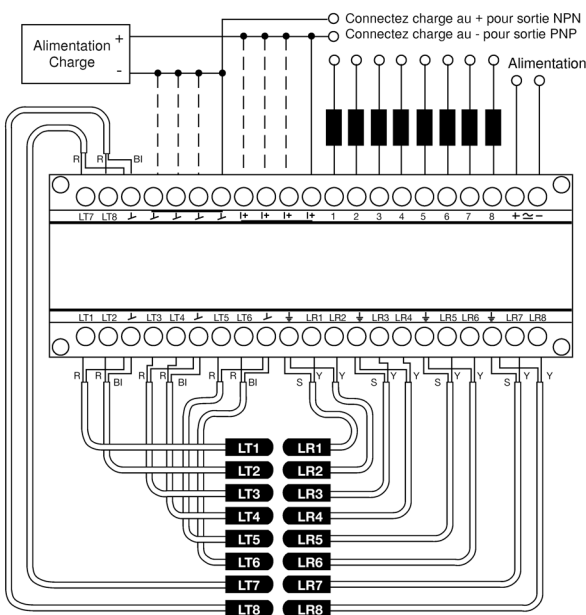 Connectez charge au + pour sortie NPN
Connectez charge au - pour sortie PNP
Alimentation + 
Charge -
Alimentation
R R BI
LT7 LT8 I+ I+ I+ I+ 1 2 3 4 5 6 7 8 + ≃ −
LT1 LT2 LT3 LT4 LT5 LT6 LR1 LR2 LR3 LR4 LR5 LR6 LR7 LR8
R R BI R R BI R R BI S Y Y S Y Y S Y Y S Y Y
LT1 LR1
LT2 LR2
LT3 LR3
LT4 LR4
LT5 LR5
LT6 LR6
LT7 LR7
LT8 LR8